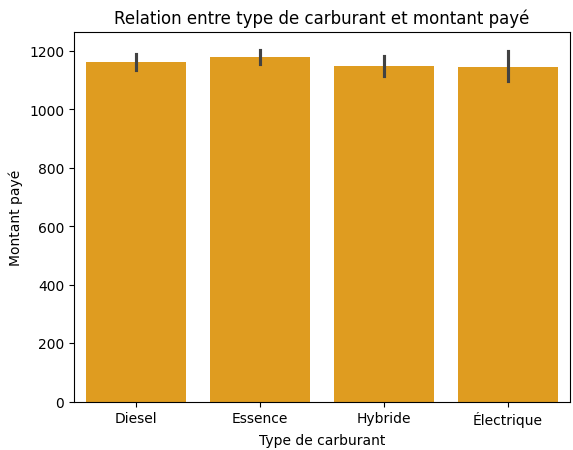 Relation entre type de carburant et montant payé
1200
1000
800
600
400
200
0
Montant payé
Diesel Essence Hybride Électrique
Type de carburant